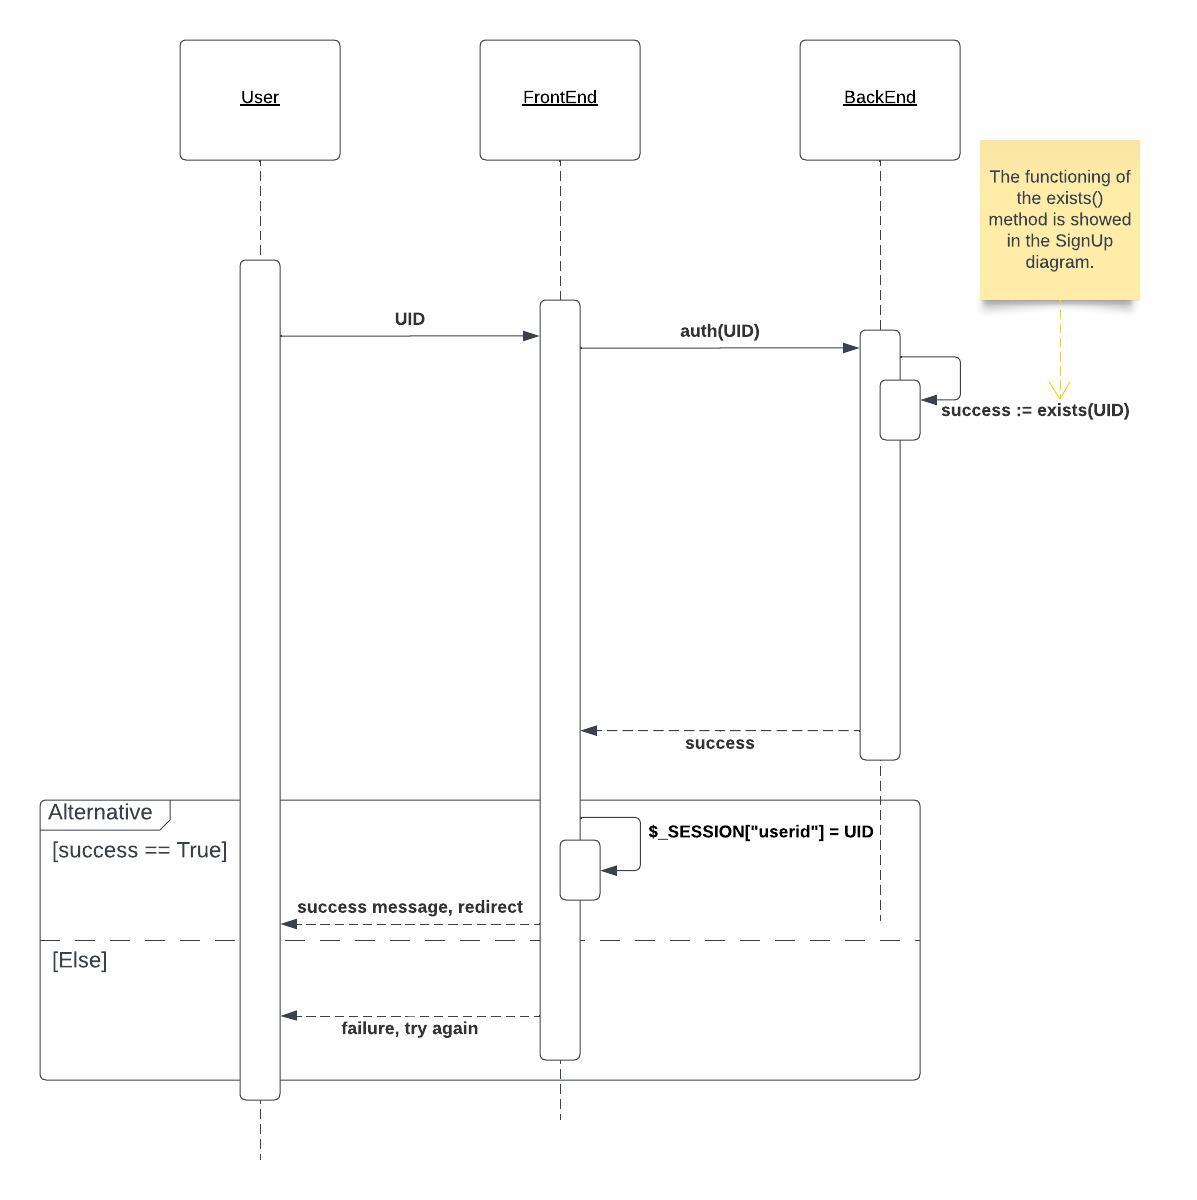 User
FrontEnd
BackEnd
The functioning of
the exists()
method is showed
in the SignUp
diagram.
UID
auth(UID)
success := exists(UID)
success
Alternative
[success == True]
$_SESSION["userid"] = UID
success message, redirect
[Else]
failure, try again